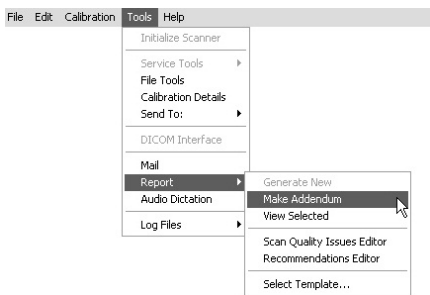 File Edit Calibration Tools Help
Initialize Scanner
Service Tools
File Tools
Calibration Details
Send To:
DICOM Interface
Mail
Report
Audio Dictation
Log Files
Generate New
Make Addendum
View Selected
Scan Quality Issues Editor
Recommendations Editor
Select Template...